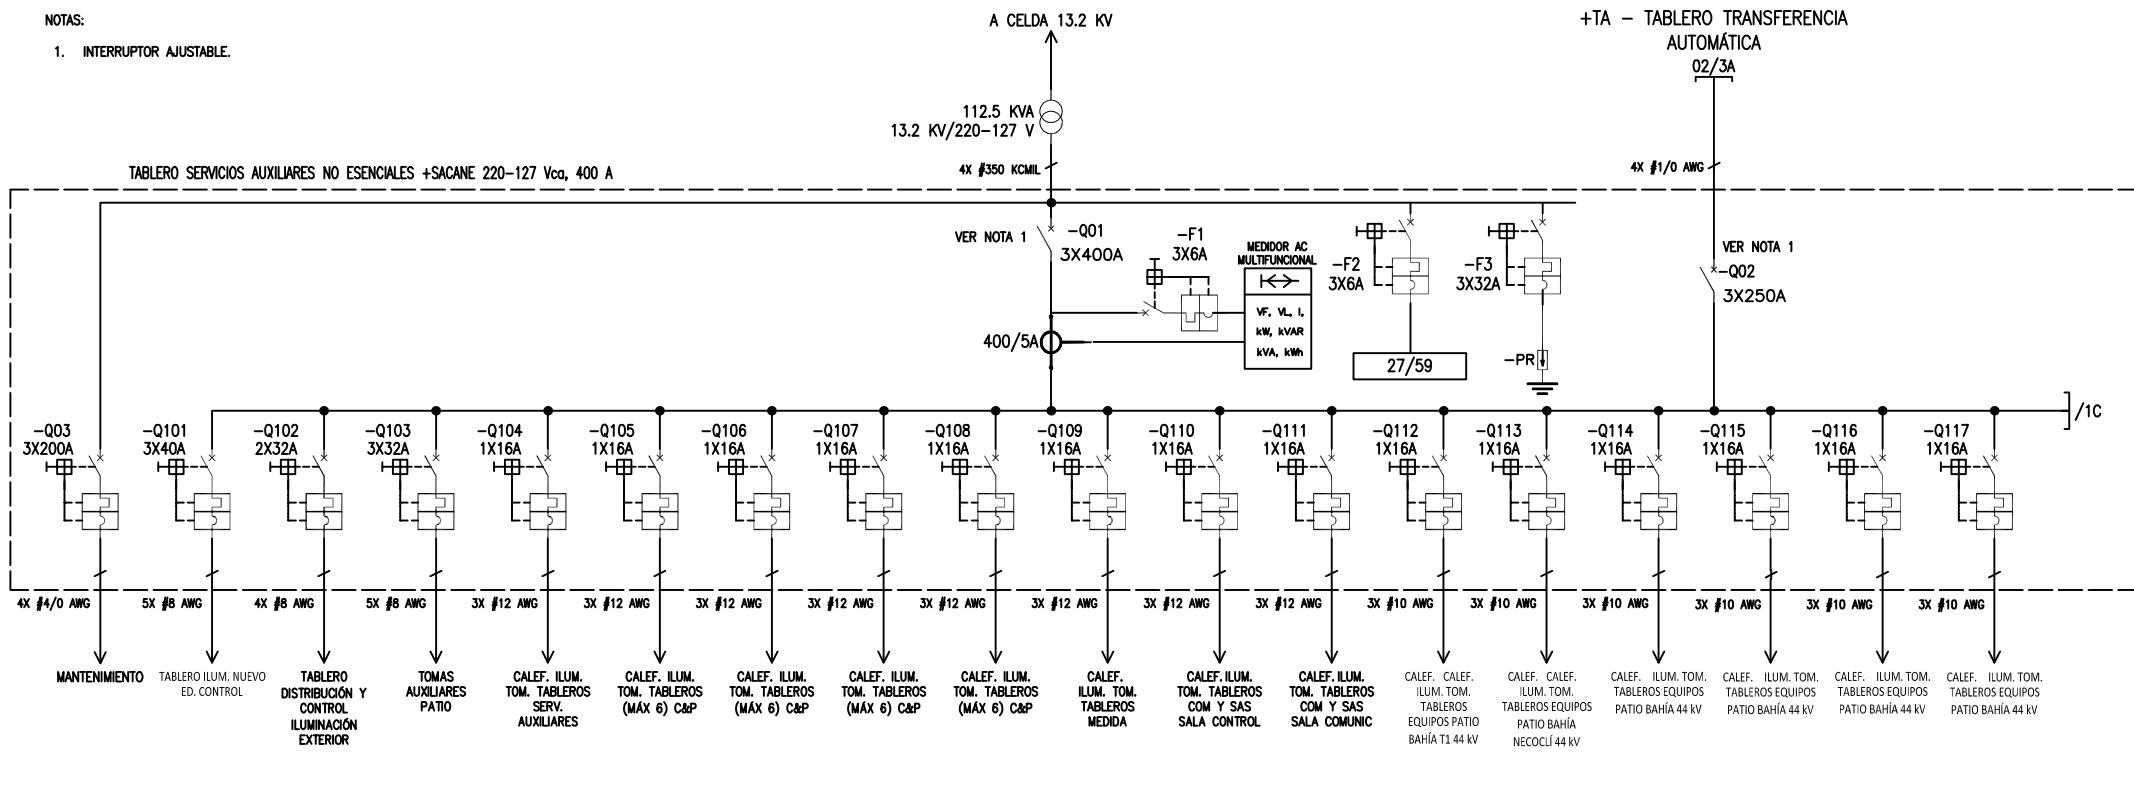 NOTAS:
1. INTERRUPTOR AJUSTABLE.
A CELDA 13.2 KV
+TA – TABLERO TRANSFERENCIA
AUTOMÁTICA
02/3A
112.5 KVA
13.2 KV/220–127 V
4X #350 KCMIL
4X #1/0 AWG
TABLERO SERVICIOS AUXILIARES NO ESENCIALES +SACANE 220–127 Vca, 400 A
VER NOTA 1
–Q01
3X400A
–F1
3X6A
MEDIDOR AC
MULTIFUNCIONAL
VF, VL, I,
kW, kVAR
kVA, kWh
400/5A
–F2
3X6A
27/59
–F3
3X32A
–PR
VER NOTA 1
–Q02
3X250A
/1C
–Q03
3X200A
–Q101
3X40A
–Q102
2X32A
–Q103
3X32A
–Q104
1X16A
–Q105
1X16A
–Q106
1X16A
–Q107
1X16A
–Q108
1X16A
–Q109
1X16A
–Q110
1X16A
–Q111
1X16A
–Q112
1X16A
–Q113
1X16A
–Q114
1X16A
–Q115
1X16A
–Q116
1X16A
–Q117
1X16A
4X #4/0 AWG
5X #8 AWG
4X #8 AWG
5X #8 AWG
3X #12 AWG
3X #12 AWG
3X #12 AWG
3X #12 AWG
3X #12 AWG
3X #12 AWG
3X #12 AWG
3X #12 AWG
3X #10 AWG
3X #10 AWG
3X #10 AWG
3X #10 AWG
3X #10 AWG
3X #10 AWG
MANTENIMIENTO
TABLERO ILUM. NUEVO
ED. CONTROL
TABLERO
DISTRIBUCIÓN Y
CONTROL
ILUMINACIÓN
EXTERIOR
TOMAS
AUXILIARES
PATIO
CALEF. ILUM.
TOM. TABLEROS
SERV.
AUXILIARES
CALEF. ILUM.
TOM. TABLEROS
(MÁX 6) C&P
CALEF. ILUM.
TOM. TABLEROS
(MÁX 6) C&P
CALEF. ILUM.
TOM. TABLEROS
(MÁX 6) C&P
CALEF. ILUM.
TOM. TABLEROS
(MÁX 6) C&P
CALEF.
ILUM. TOM.
TABLEROS
MEDIDA
CALEF. ILUM.
TOM. TABLEROS
COM Y SAS
SALA CONTROL
CALEF. ILUM.
TOM. TABLEROS
COM Y SAS
SALA COMUNIC
CALEF. CALEF.
ILUM. TOM.
TABLEROS
EQUIPOS PATIO
BAHÍA T1 44 kV
CALEF. CALEF.
ILUM. TOM.
TABLEROS EQUIPOS
PATIO BAHÍA
NECOCLÍ 44 kV
CALEF. ILUM. TOM.
TABLEROS EQUIPOS
PATIO BAHÍA 44 kV
CALEF. ILUM. TOM.
TABLEROS EQUIPOS
PATIO BAHÍA 44 kV
CALEF. ILUM. TOM.
TABLEROS EQUIPOS
PATIO BAHÍA 44 kV
CALEF. ILUM. TOM.
TABLEROS EQUIPOS
PATIO BAHÍA 44 kV